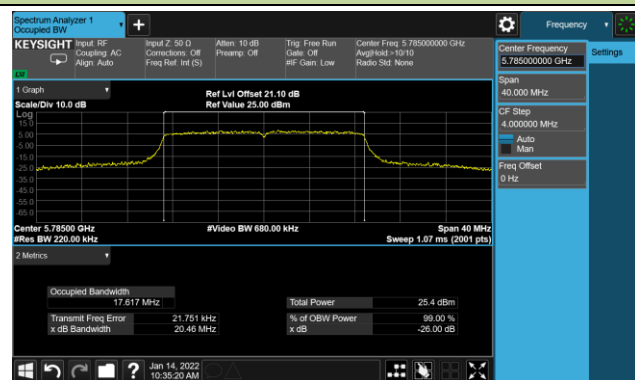 Spectrum Analyzer 1
Occupied BW
Frequency
KEYSIGHT
Input: RF
Coupling: AC
Align: Auto
Input Z: 50 Ω
Corrections: Off
Freq Ref: Int (S)
Atten: 10 dB
Preamp: Off
Trig: Free Run
Gate: Off
#IF Gain: Low
Center Freq: 5.785000000 GHz
Avg|Hold:>10/10
Radio Std: None
Center Frequency
5.785000000 GHz
Settings
Span
40.000 MHz
CF Step
4.000000 MHz
Auto
Man
Freq Offset
0 Hz
1 Graph
Scale/Div 10.0 dB
Ref Lvl Offset 21.10 dB
Ref Value 25.00 dBm
Log
15.0
5.00
-5.00
-15.0
-25.0
-35.0
-45.0
-55.0
-65.0
Center 5.78500 GHz
#Video BW 680.00 kHz
Span 40 MHz
#Res BW 220.00 kHz
Sweep 1.07 ms (2001 pts)
2 Metrics
Occupied Bandwidth
17.617 MHz
Total Power 25.4 dBm
Transmit Freq Error 21.751 kHz
% of OBW Power 99.00 %
x dB Bandwidth 20.46 MHz
x dB -26.00 dB
Jan 14, 2022
10:35:20 AM